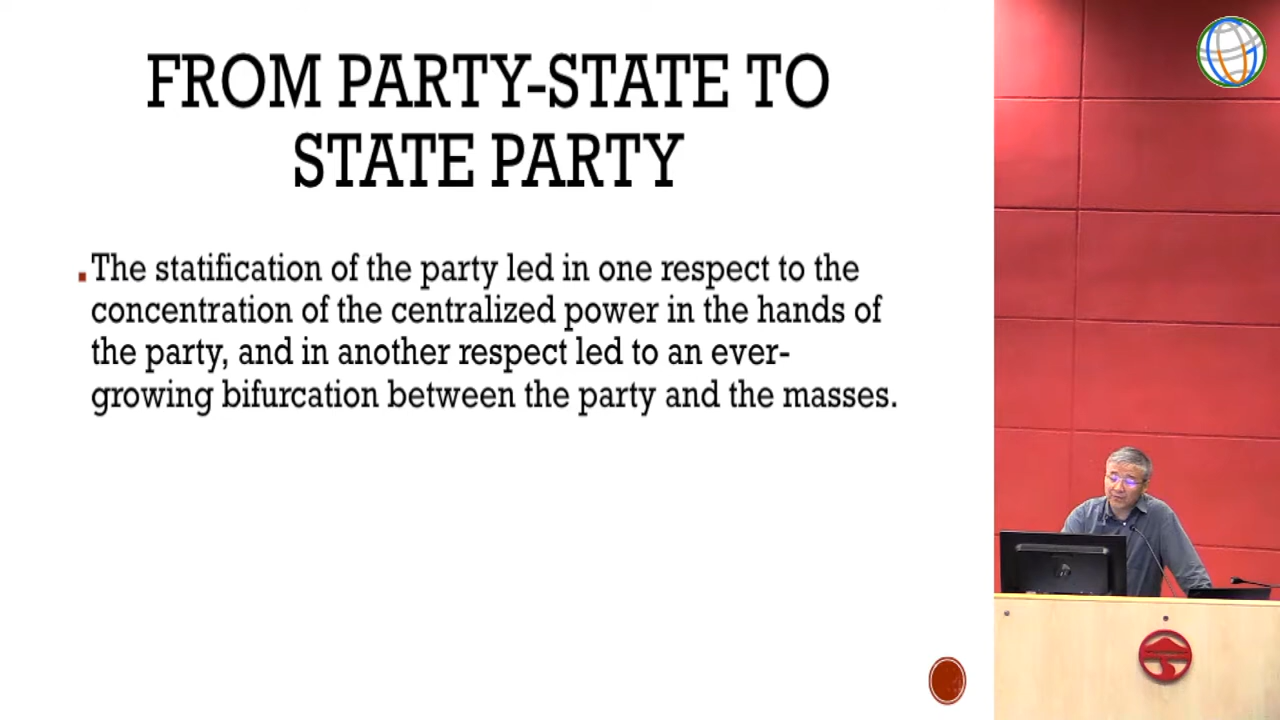 FROM PARTY-STATE TO
STATE PARTY
The statification of the party led in one respect to the
concentration of the centralized power in the hands of
the party, and in another respect led to an ever-
growing bifurcation between the party and the masses.